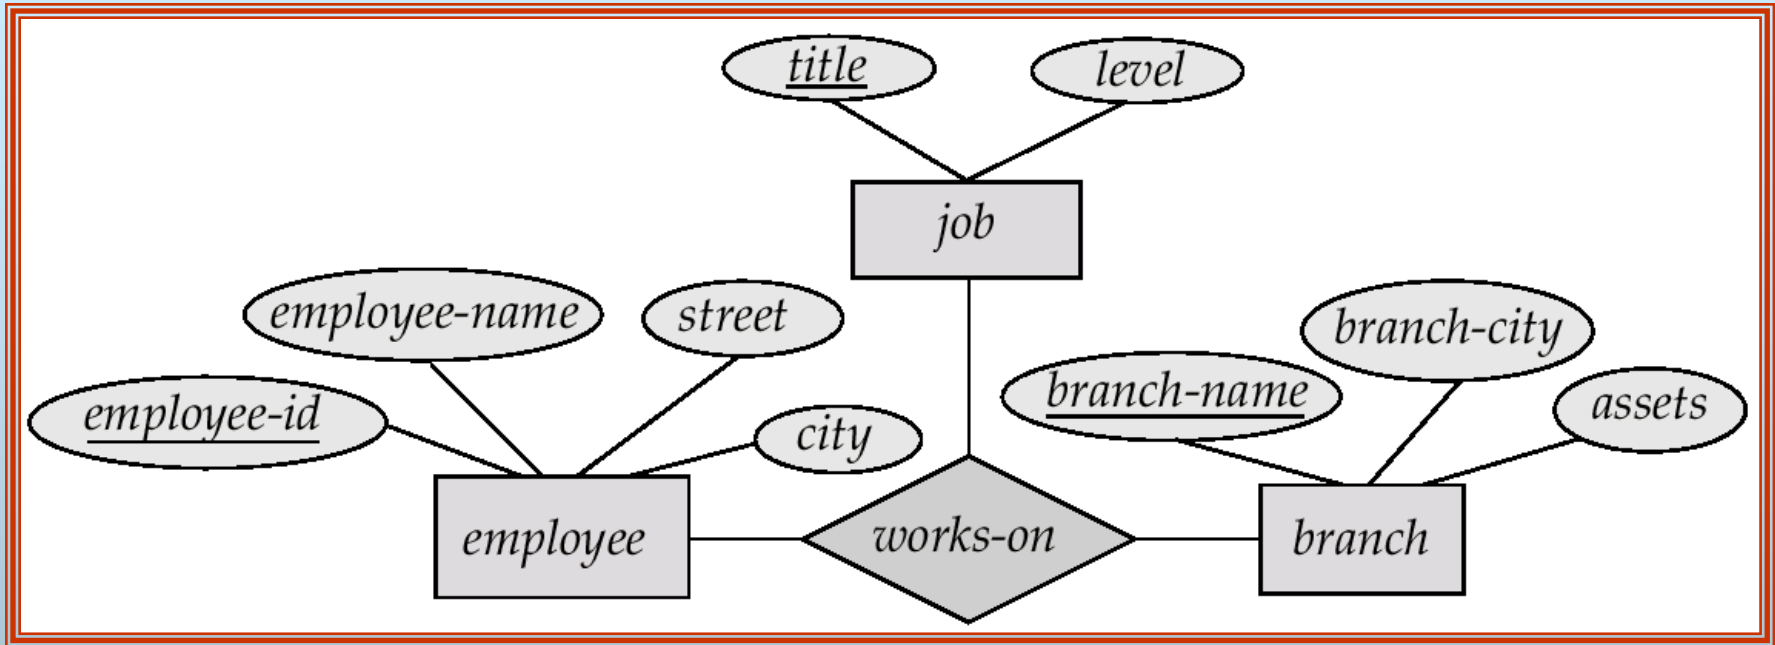 title
level
job
employee-name
street
branch-city
employee-id
city
branch-name
assets
employee
works-on
branch